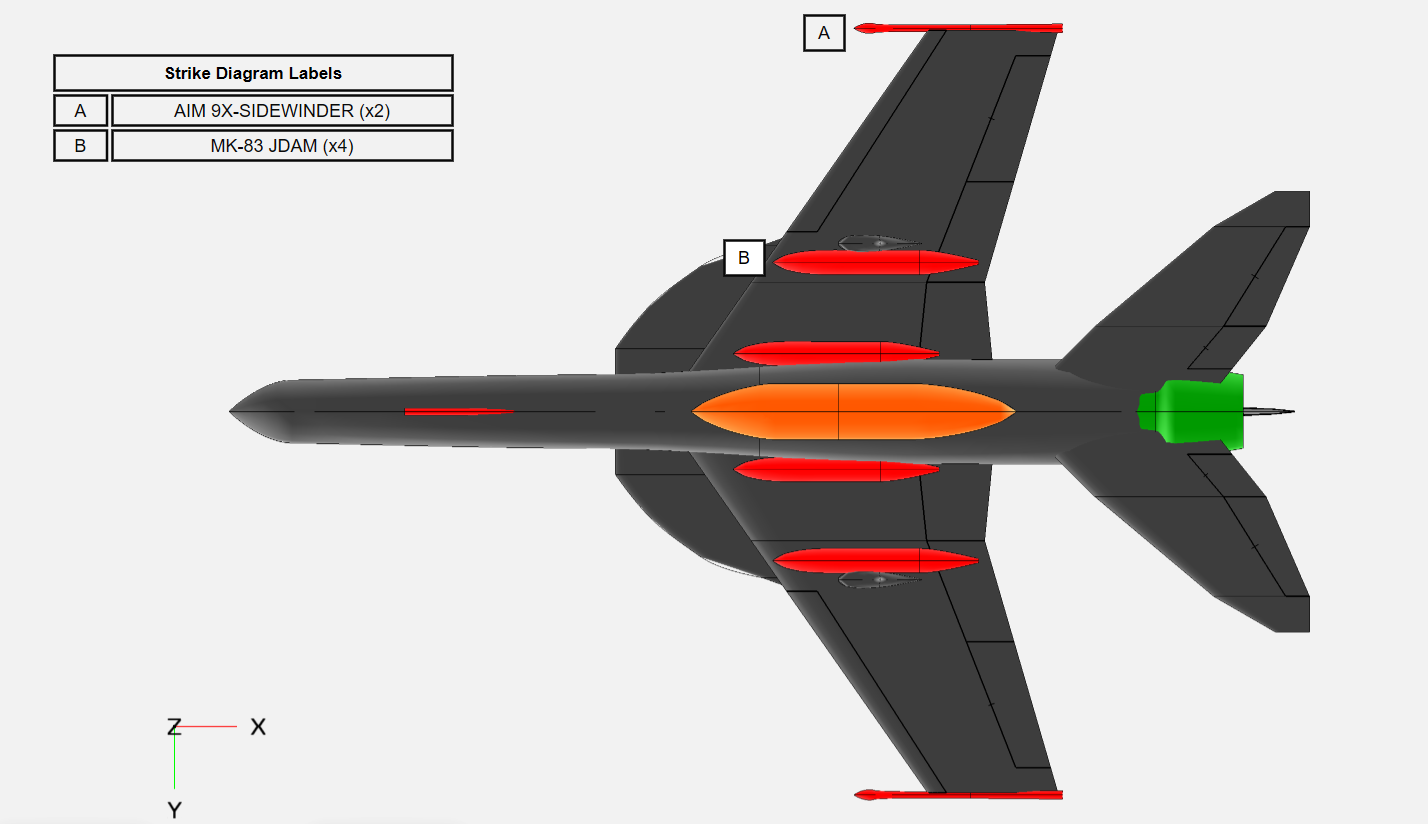 A
Strike Diagram Labels
A AIM 9X-SIDEWINDER (x2)
B MK-83 JDAM (x4)
B
Z X
Y